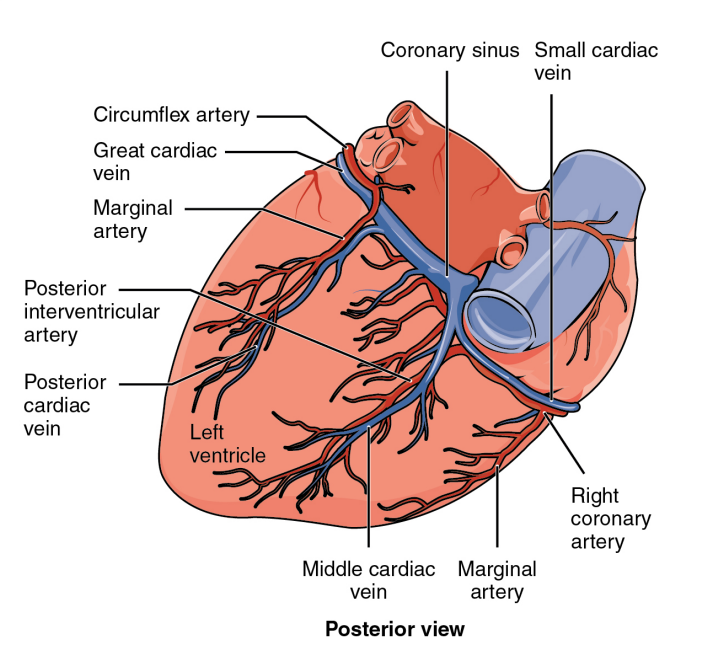 Coronary sinus
Small cardiac
vein
Circumflex artery
Great cardiac
vein
Marginal
artery
Posterior
interventricular
artery
Posterior
cardiac
vein
Left
ventricle
Right
coronary
artery
Middle cardiac
vein
Marginal
artery
Posterior view